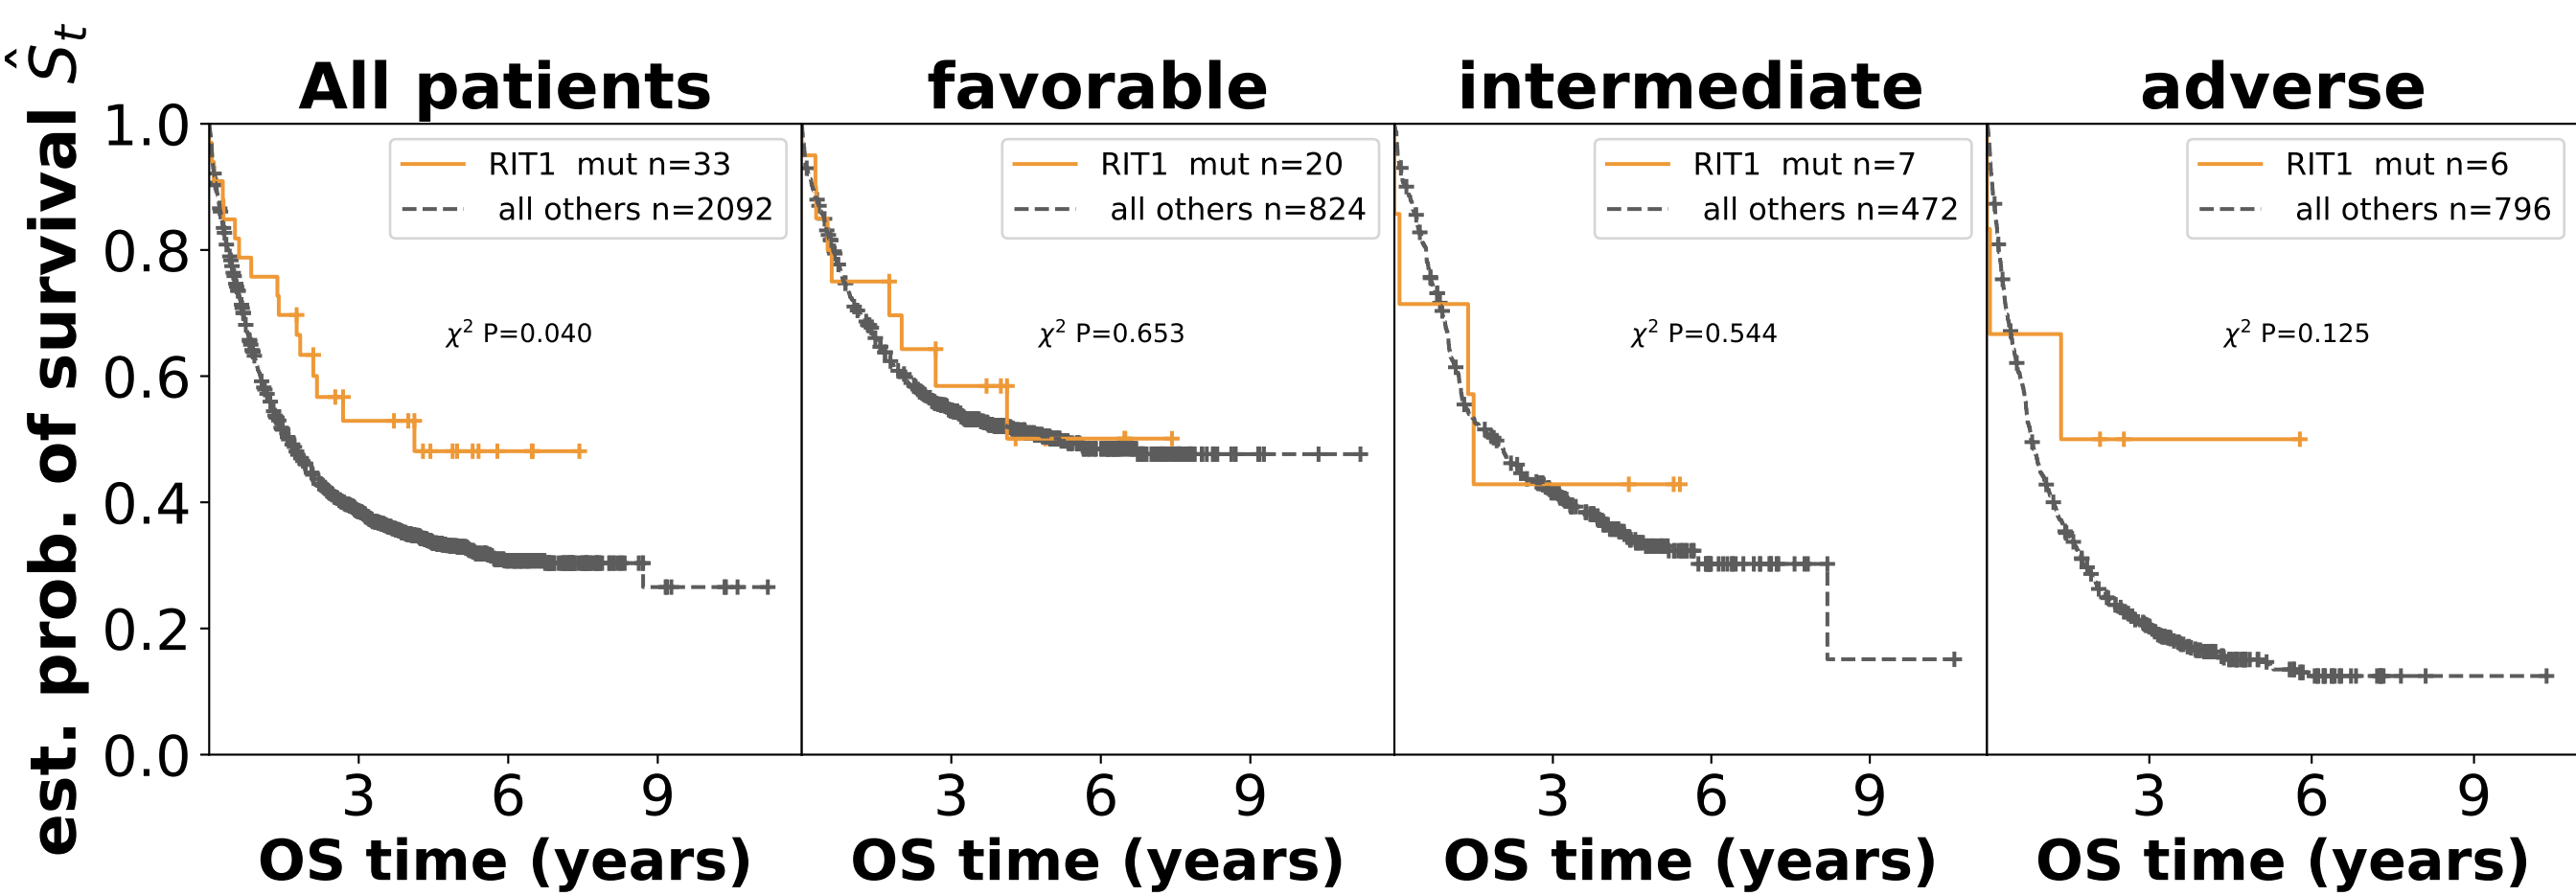 est. prob. of survival Ŝt
All patients
1.0
0.8
0.6
0.4
0.2
0.0
RIT1 mut n=33
all others n=2092
χ² P=0.040
3 6 9
OS time (years)
favorable
RIT1 mut n=20
all others n=824
χ² P=0.653
3 6 9
OS time (years)
intermediate
RIT1 mut n=7
all others n=472
χ² P=0.544
3 6 9
OS time (years)
adverse
RIT1 mut n=6
all others n=796
χ² P=0.125
3 6 9
OS time (years)